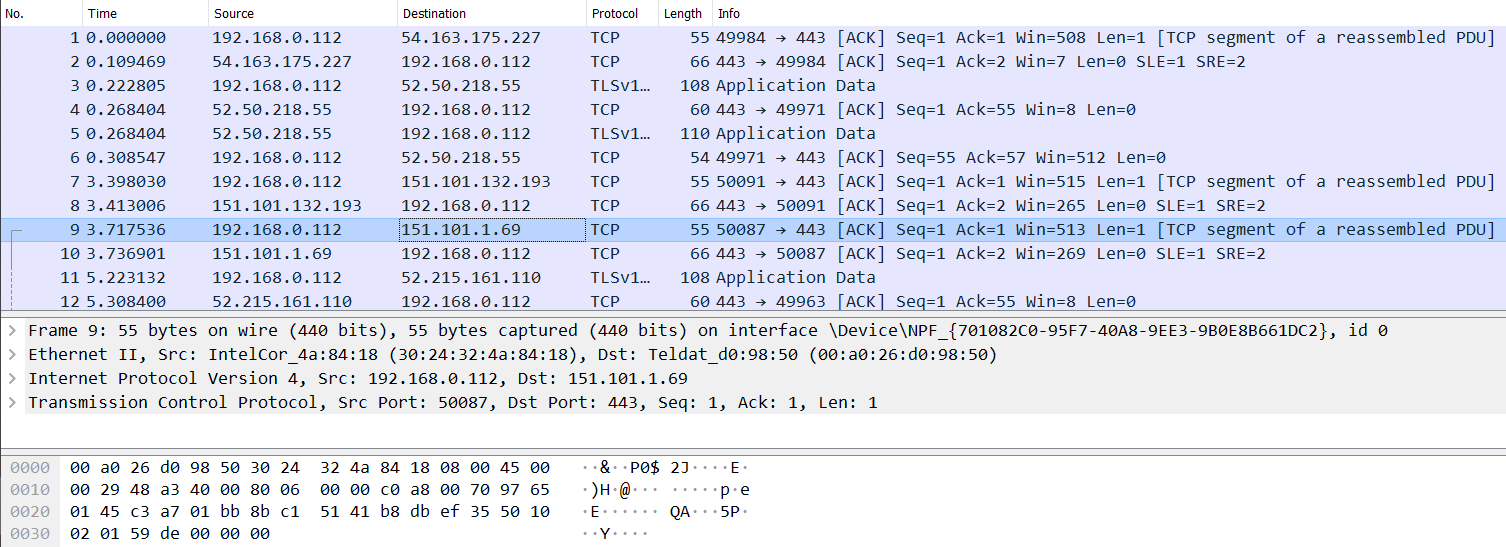 No. Time Source Destination Protocol Length Info
1 0.000000 192.168.0.112 54.163.175.227 TCP 55 49984 → 443 [ACK] Seq=1 Ack=1 Win=508 Len=1 [TCP segment of a reassembled PDU]
2 0.109469 54.163.175.227 192.168.0.112 TCP 66 443 → 49984 [ACK] Seq=1 Ack=2 Win=7 Len=0 SLE=1 SRE=2
3 0.222805 192.168.0.112 52.50.218.55 TLSv1… 108 Application Data
4 0.268404 52.50.218.55 192.168.0.112 TCP 60 443 → 49971 [ACK] Seq=1 Ack=55 Win=8 Len=0
5 0.268404 52.50.218.55 192.168.0.112 TLSv1… 110 Application Data
6 0.308547 192.168.0.112 52.50.218.55 TCP 54 49971 → 443 [ACK] Seq=55 Ack=57 Win=512 Len=0
7 3.398030 192.168.0.112 151.101.132.193 TCP 55 50091 → 443 [ACK] Seq=1 Ack=1 Win=515 Len=1 [TCP segment of a reassembled PDU]
8 3.413006 151.101.132.193 192.168.0.112 TCP 66 443 → 50091 [ACK] Seq=1 Ack=2 Win=265 Len=0 SLE=1 SRE=2
9 3.717536 192.168.0.112 151.101.1.69 TCP 55 50087 → 443 [ACK] Seq=1 Ack=1 Win=513 Len=1 [TCP segment of a reassembled PDU]
10 3.736901 151.101.1.69 192.168.0.112 TCP 66 443 → 50087 [ACK] Seq=1 Ack=2 Win=269 Len=0 SLE=1 SRE=2
11 5.223132 192.168.0.112 52.215.161.110 TLSv1… 108 Application Data
12 5.308400 52.215.161.110 192.168.0.112 TCP 60 443 → 49963 [ACK] Seq=1 Ack=55 Win=8 Len=0
Frame 9: 55 bytes on wire (440 bits), 55 bytes captured (440 bits) on interface \Device\NPF_{701082C0-95F7-40A8-9EE3-9B0E8B661DC2}, id 0
Ethernet II, Src: IntelCor_4a:84:18 (30:24:32:4a:84:18), Dst: Teldat_d0:98:50 (00:a0:26:d0:98:50)
Internet Protocol Version 4, Src: 192.168.0.112, Dst: 151.101.1.69
Transmission Control Protocol, Src Port: 50087, Dst Port: 443, Seq: 1, Ack: 1, Len: 1
0000 00 a0 26 d0 98 50 30 24 32 4a 84 18 08 00 45 00 ··&··P0$ 2J····E·
0010 00 29 48 a3 40 00 80 06 00 00 c0 a8 00 70 97 65 ·)H·@··· ·····p·e
0020 01 45 c3 a7 01 bb 8b c1 51 41 b8 db ef 35 50 10 ·E······ QA···5P·
0030 02 01 59 de 00 00 00 ··Y····